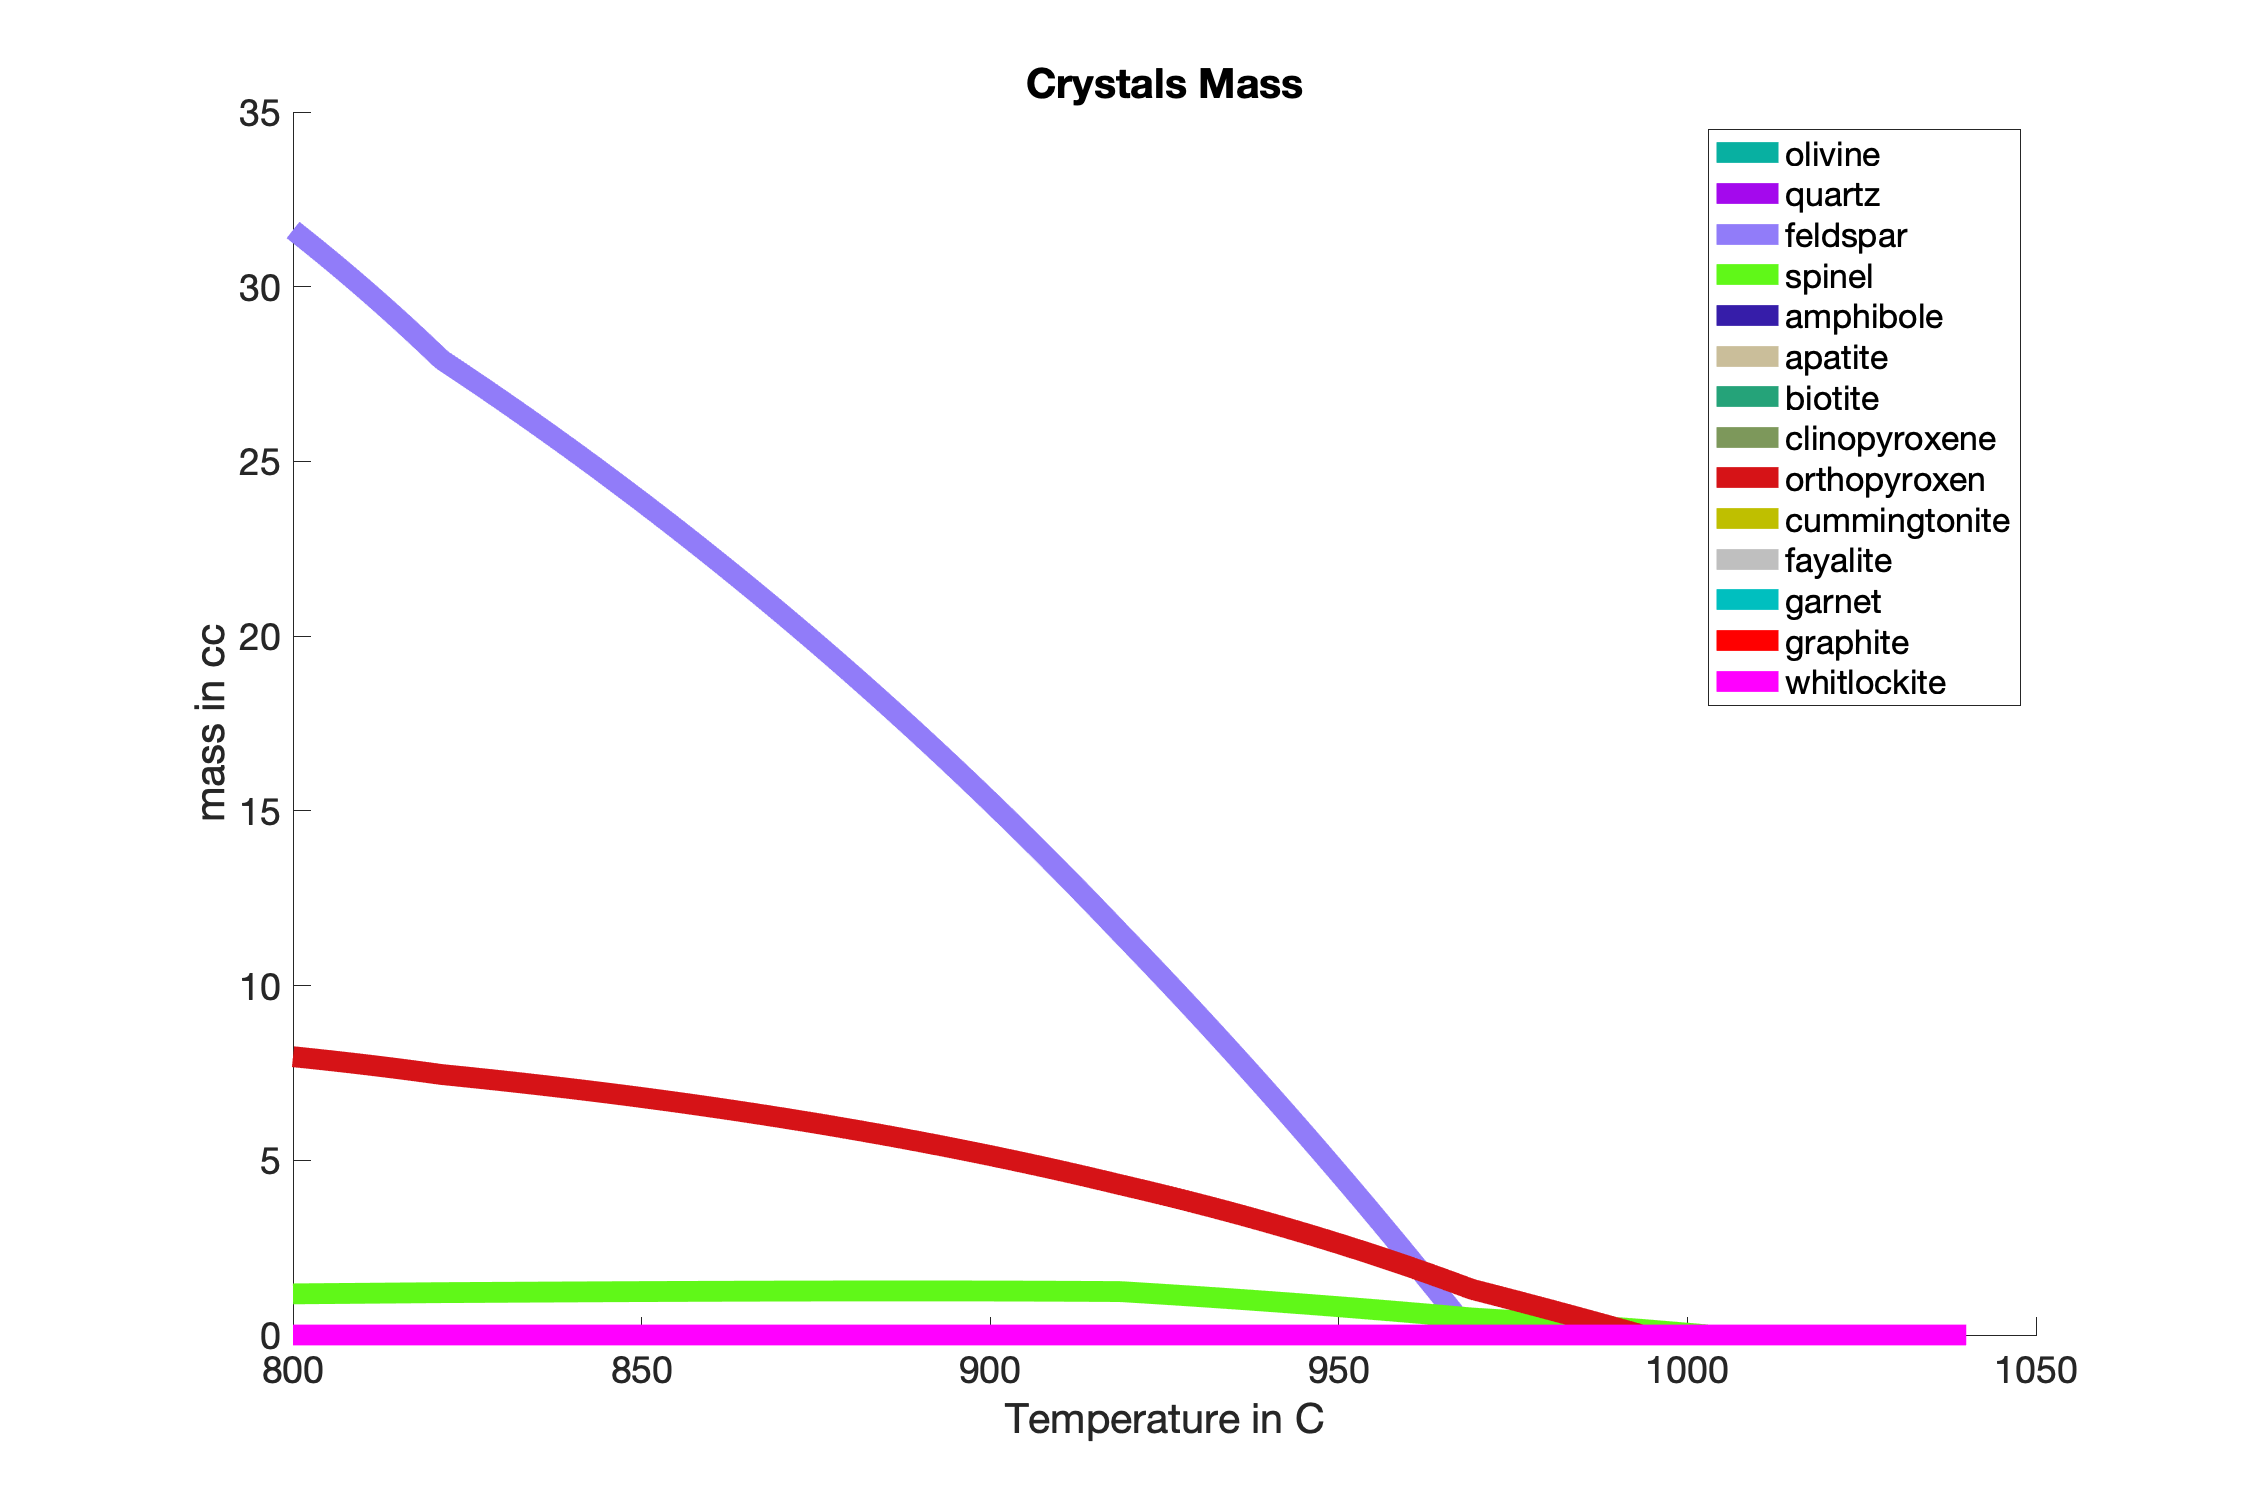 Crystals Mass
35
30
25
20
15
10
5
0
mass in cc
800
850
900
950
1000
1050
Temperature in C
olivine
quartz
feldspar
spinel
amphibole
apatite
biotite
clinopyroxene
orthopyroxen
cummingtonite
fayalite
garnet
graphite
whitlockite